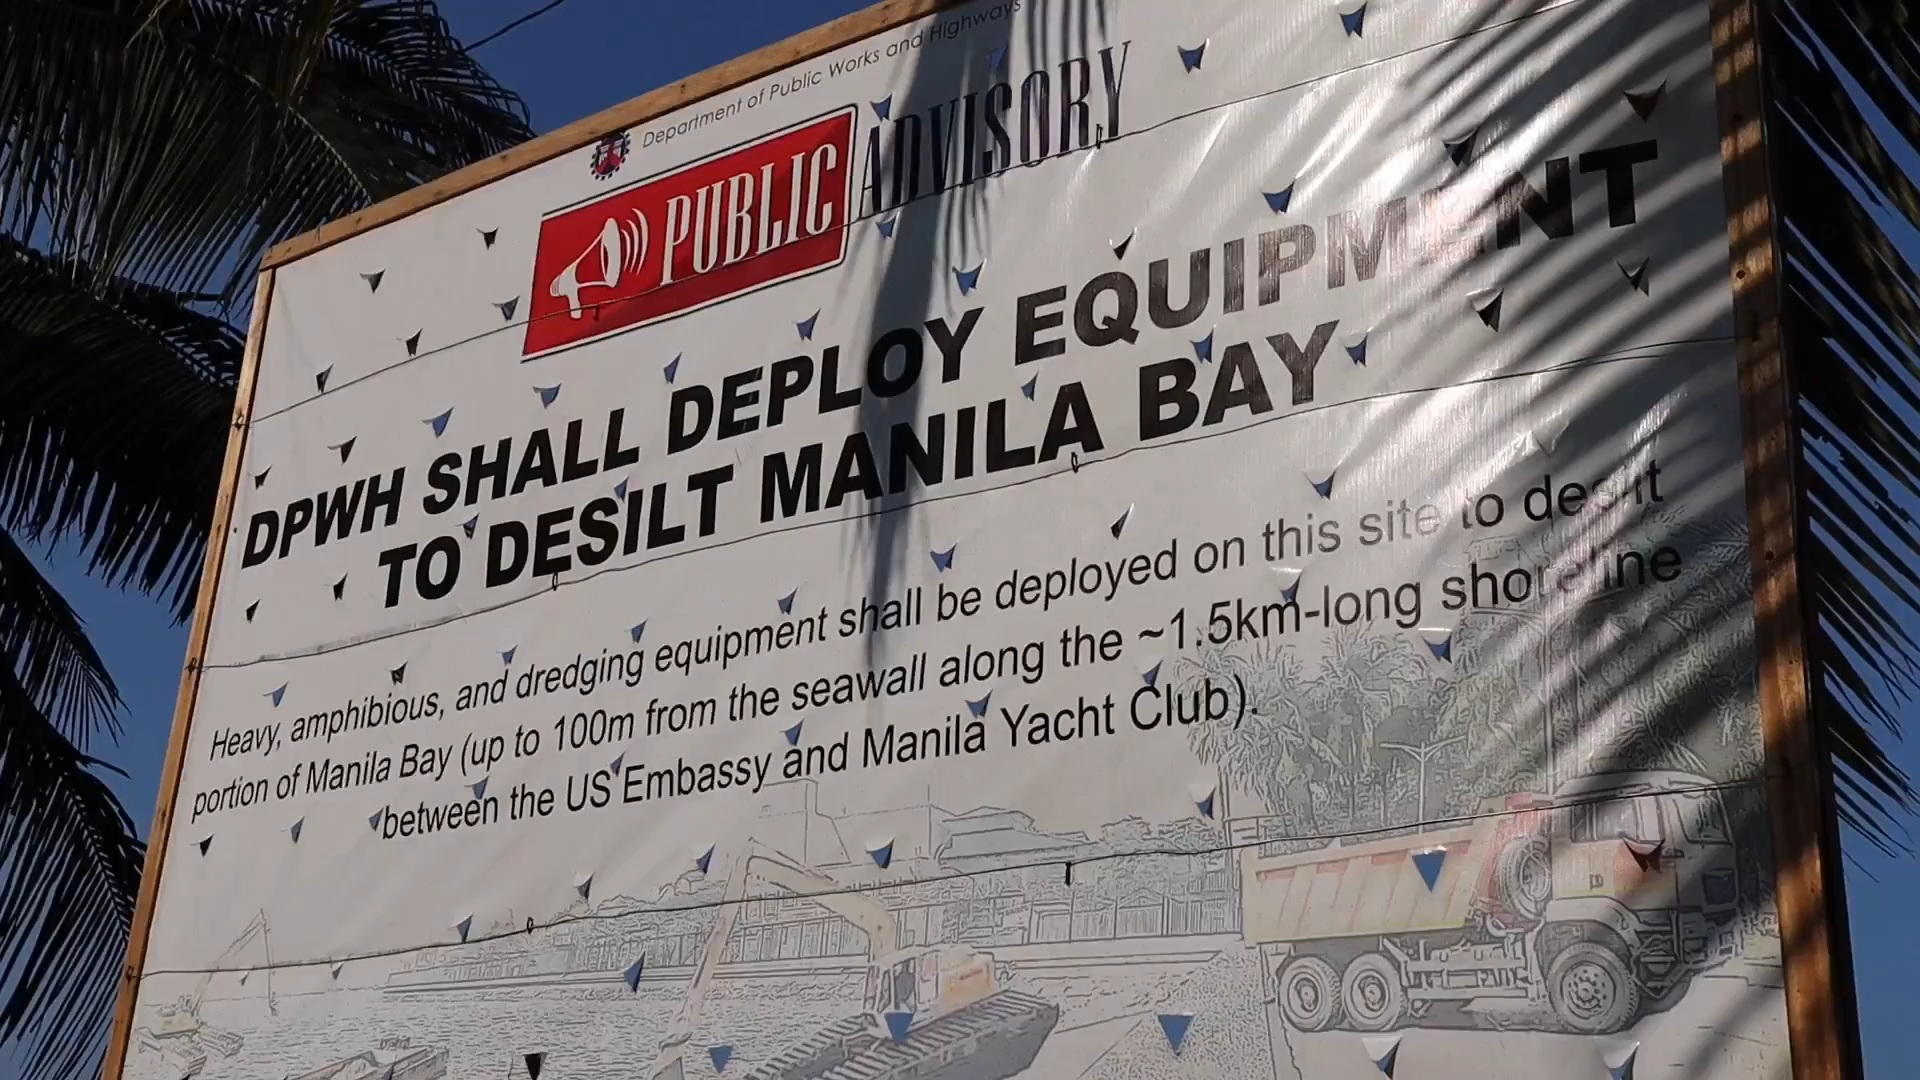 Department of Public Works and Highways
PUBLIC ADVISORY
DPWH SHALL DEPLOY EQUIPMENT
TO DESILT MANILA BAY
Heavy, amphibious, and dredging equipment shall be deployed on this site to desilt
portion of Manila Bay (up to 100m from the seawall along the ~1.5km-long shoreline
between the US Embassy and Manila Yacht Club).